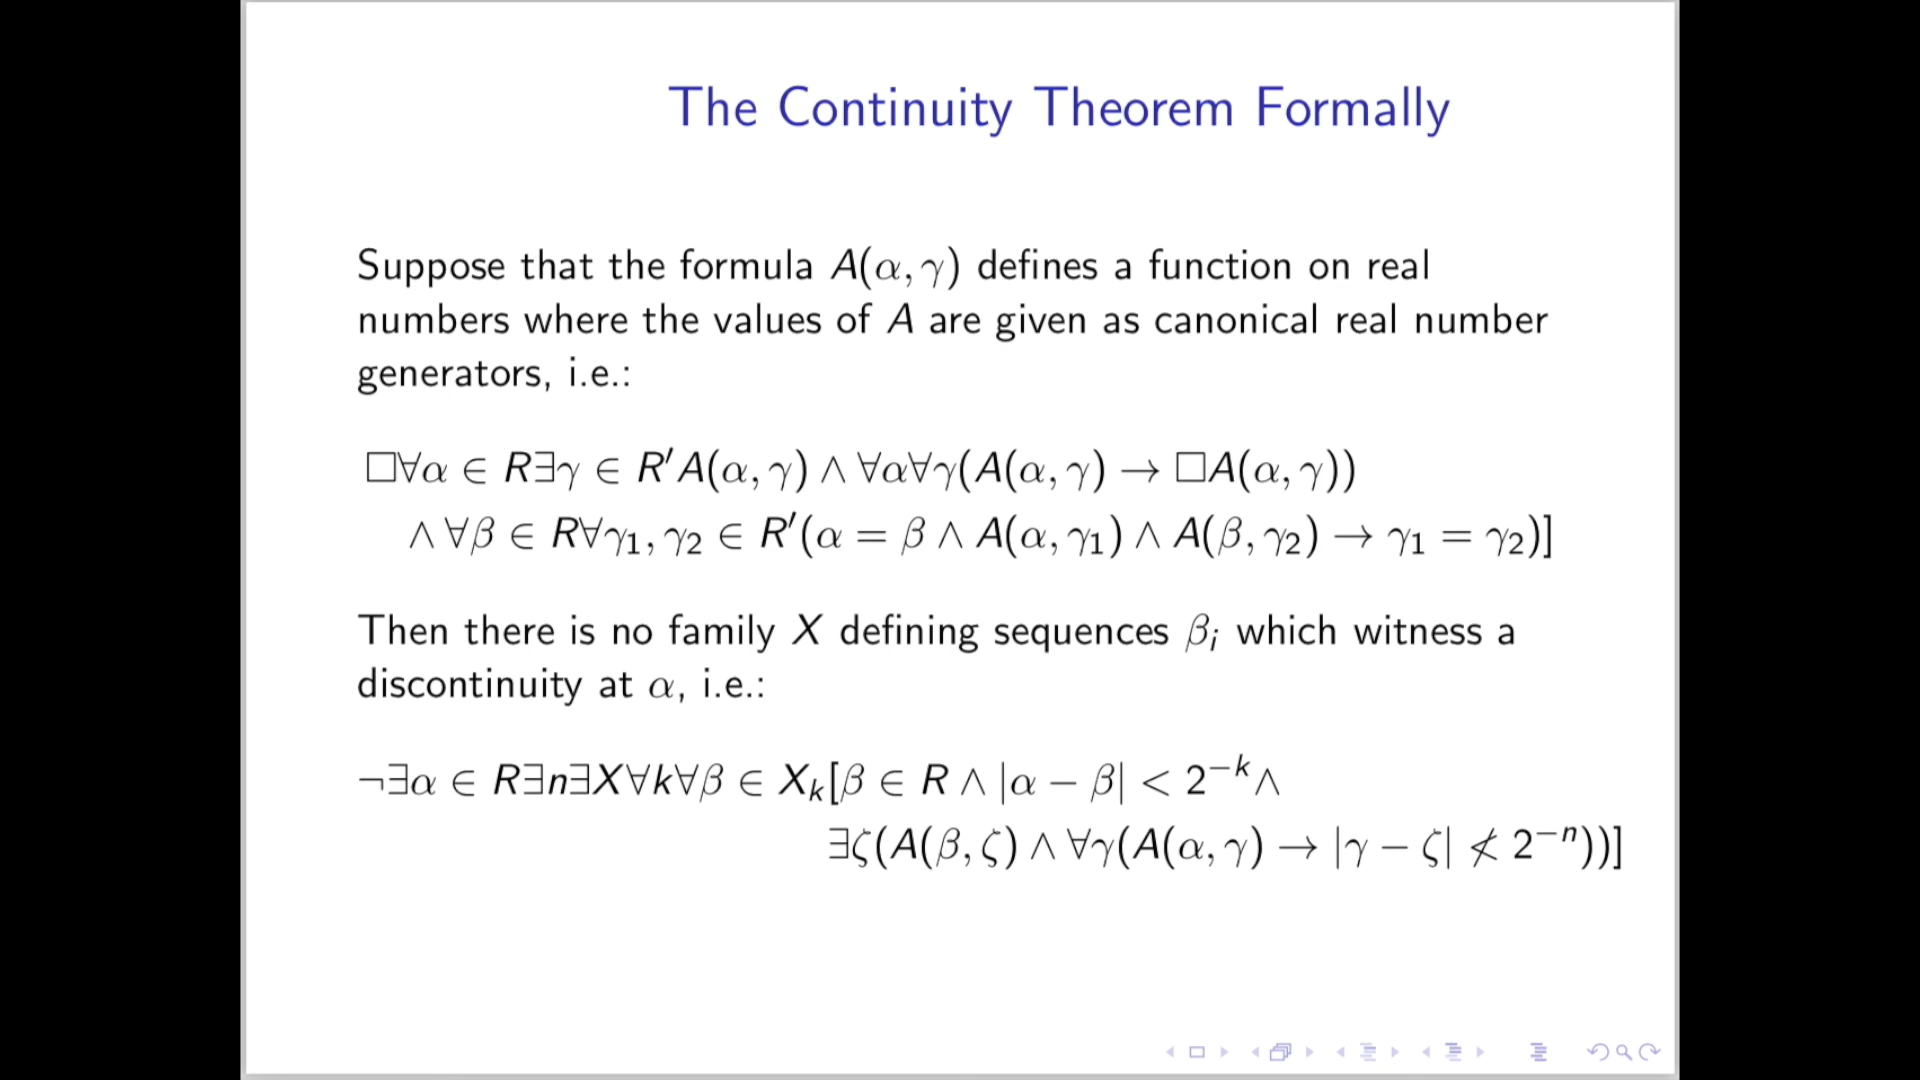 The Continuity Theorem Formally
Suppose that the formula A(α, γ) defines a function on real
numbers where the values of A are given as canonical real number
generators, i.e.:
□∀α ∈ R∃γ ∈ R′A(α, γ) ∧ ∀α∀γ(A(α, γ) → □A(α, γ))
∧ ∀β ∈ R∀γ₁, γ₂ ∈ R′(α = β ∧ A(α, γ₁) ∧ A(β, γ₂) → γ₁ = γ₂)]
Then there is no family X defining sequences βᵢ which witness a
discontinuity at α, i.e.:
¬∃α ∈ R∃n∃X∀k∀β ∈ Xₖ[β ∈ R ∧ |α − β| < 2⁻ᵏ∧
∃ζ(A(β, ζ) ∧ ∀γ(A(α, γ) → |γ − ζ| ≮ 2⁻ⁿ))]